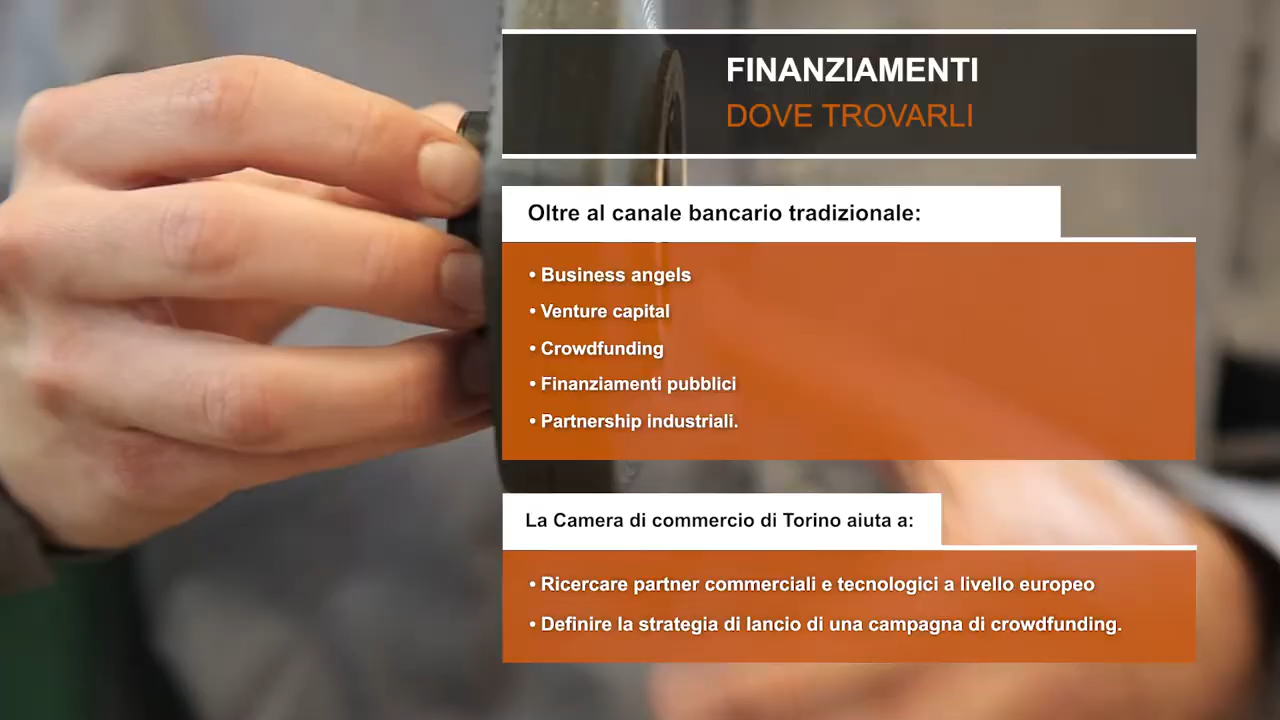 FINANZIAMENTI
DOVE TROVARLI
Oltre al canale bancario tradizionale:
• Business angels
• Venture capital
• Crowdfunding
• Finanziamenti pubblici
• Partnership industriali.
La Camera di commercio di Torino aiuta a:
• Ricercare partner commerciali e tecnologici a livello europeo
• Definire la strategia di lancio di una campagna di crowdfunding.